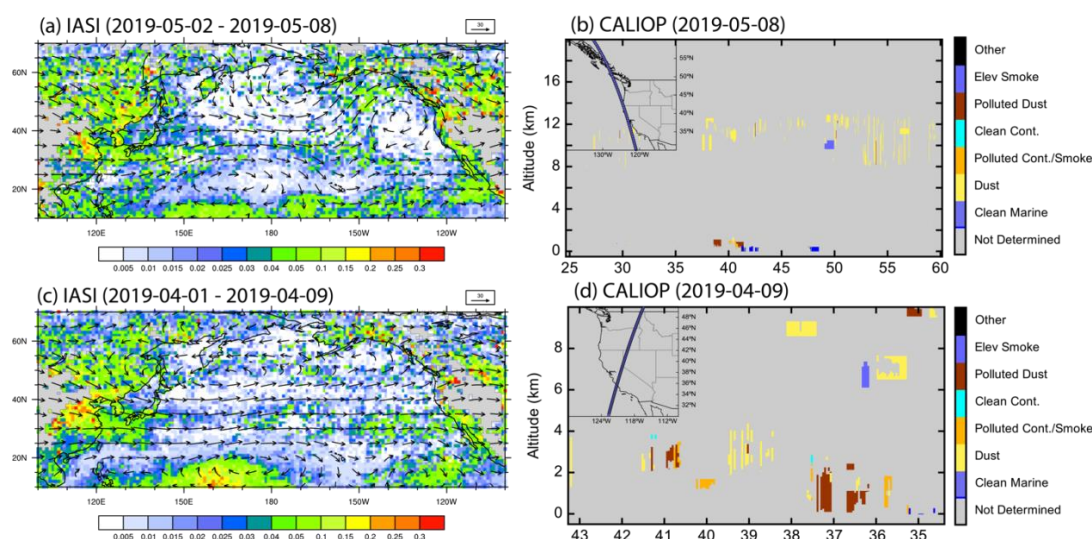 (a) IASI (2019-05-02 - 2019-05-08)
30
60N
40N
20N
120E 150E 180 150W 120W
0.005 0.01 0.015 0.02 0.025 0.03 0.04 0.05 0.1 0.15 0.2 0.25 0.3
(b) CALIOP (2019-05-08)
Altitude (km)
16
12
8
4
0
25 30 35 40 45 50 55 60
55°N
50°N
45°N
40°N
35°N
130°W 120°W
Other
Elev Smoke
Polluted Dust
Clean Cont.
Polluted Cont./Smoke
Dust
Clean Marine
Not Determined
(c) IASI (2019-04-01 - 2019-04-09)
30
60N
40N
20N
120E 150E 180 150W 120W
0.005 0.01 0.015 0.02 0.025 0.03 0.04 0.05 0.1 0.15 0.2 0.25 0.3
(d) CALIOP (2019-04-09)
Altitude (km)
8
6
4
2
0
43 42 41 40 39 38 37 36 35
48°N
46°N
44°N
42°N
40°N
38°N
36°N
34°N
32°N
124°W 118°W 112°W
Other
Elev Smoke
Polluted Dust
Clean Cont.
Polluted Cont./Smoke
Dust
Clean Marine
Not Determined